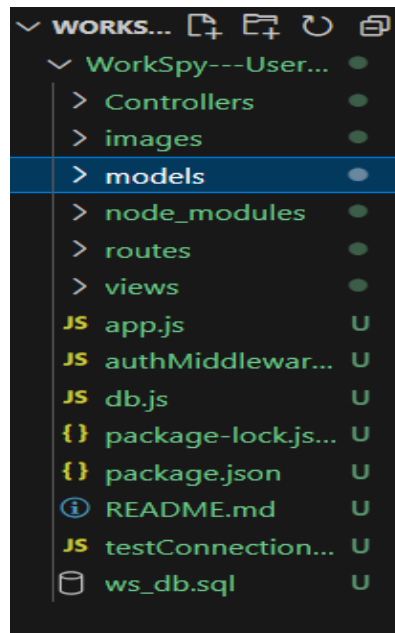 WORKS...
WorkSpy---User...
Controllers
images
models
node_modules
routes
views
JS app.js U
JS authMiddlewar... U
JS db.js U
{} package-lock.js... U
{} package.json U
README.md U
JS testConnection... U
ws_db.sql U